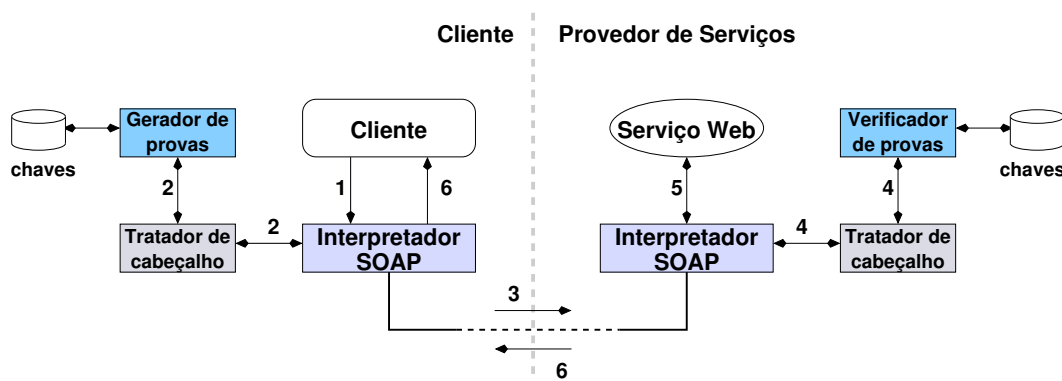 Cliente
Provedor de Serviços
Gerador de
provas
chaves
Cliente
Serviço Web
Verificador
de provas
chaves
2
1
6
5
4
Tratador de
cabeçalho
2
Interpretador
SOAP
Interpretador
SOAP
4
Tratador de
cabeçalho
3
6